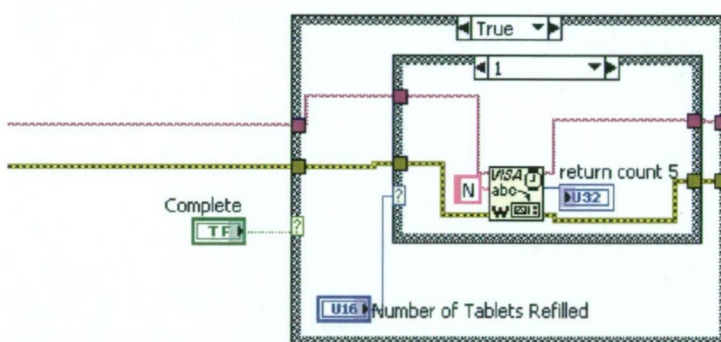 True
1
VISA
abc
W
N
return count 5
U32
Complete
?
TF
?
U16
Number of Tablets Refilled